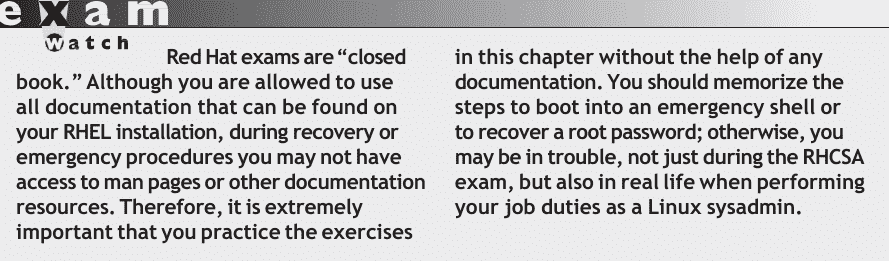 exam
watch
Red Hat exams are “closed
book.” Although you are allowed to use
all documentation that can be found on
your RHEL installation, during recovery or
emergency procedures you may not have
access to man pages or other documentation
resources. Therefore, it is extremely
important that you practice the exercises
in this chapter without the help of any
documentation. You should memorize the
steps to boot into an emergency shell or
to recover a root password; otherwise, you
may be in trouble, not just during the RHCSA
exam, but also in real life when performing
your job duties as a Linux sysadmin.